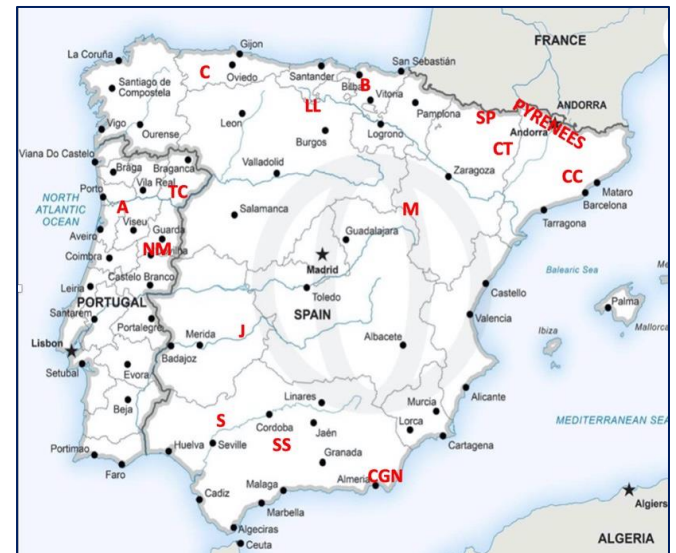 FRANCE
Gijon
La Coruña
San Sebastián
C
Oviedo
Santander
B
Santiago de
Compostela
Vitoria
ANDORRA
PYRENEES
LL
Pamplona
SP
Vigo
Ourense
Leon
Logrono
Andorra
Burgos
CT
Viana Do Castelo
Braga
Braganca
Valladolid
Zaragoza
CC
Vila Real
TC
Mataro
Porto
Barcelona
NORTH
ATLANTIC
OCEAN
A
Salamanca
M
Tarragona
Viseu
Guarda
Aveiro
Guadalajara
NM
Coimbra
Madrid
Balearic Sea
Castelo Branco
Leiria
Toledo
Castello
PORTUGAL
Palma
Santarem
SPAIN
Valencia
Portalegre
Ibiza
Mallorca
J
Merida
Lisbon
Albacete
Badajoz
Setubal
Evora
Alicante
Linares
Murcia
Beja
S
Cordoba
Lorca
MEDITERRANEAN SEA
Jaén
Huelva
Seville
SS
Cartagena
Portimao
Granada
Faro
Almeria
CGN
Malaga
Cadiz
Algiers
Marbella
Algeciras
Ceuta
ALGERIA